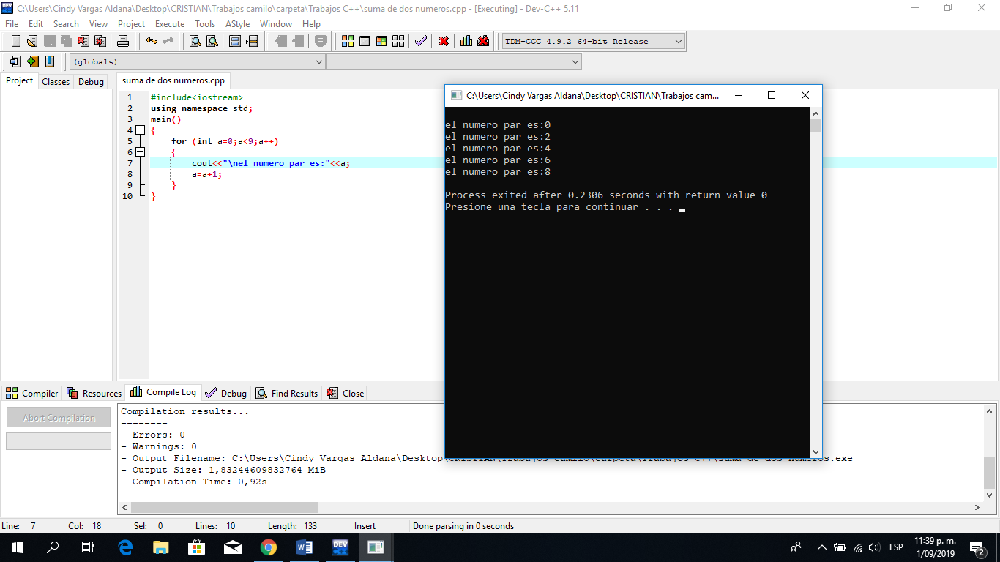 C:\Users\Cindy Vargas Aldana\Desktop\CRISTIAN\Trabajos camilo\carpeta\Trabajos C++\suma de dos numeros.cpp - [Executing] - Dev-C++ 5.11
File Edit Search View Project Execute Tools AStyle Window Help
TDM-GCC 4.9.2 64-bit Release
(globals)
Project Classes Debug
suma de dos numeros.cpp
1 #include<iostream>
2 using namespace std;
3 main()
4 {
5 for (int a=0;a<9;a++)
6 {
7 cout<<"\nel numero par es:"<<a;
8 a=a+1;
9 }
10 }
C:\Users\Cindy Vargas Aldana\Desktop\CRISTIAN\Trabajos cam...
el numero par es:0
el numero par es:2
el numero par es:4
el numero par es:6
el numero par es:8
--------------------------------
Process exited after 0.2306 seconds with return value 0
Presione una tecla para continuar . . .
Compiler Resources Compile Log Debug Find Results Close
Abort Compilation
Compilation results...
--------
- Errors: 0
- Warnings: 0
- Output Filename: C:\Users\Cindy Vargas Aldana\Desktop\CRISTIAN\Trabajos camilo\carpeta\Trabajos C++\suma de dos numeros.exe
- Output Size: 1,83244609832764 MiB
- Compilation Time: 0,92s
Line: 7 Col: 18 Sel: 0 Lines: 10 Length: 133 Insert Done parsing in 0 seconds
DEV
ESP
11:39 p. m.
1/09/2019
2